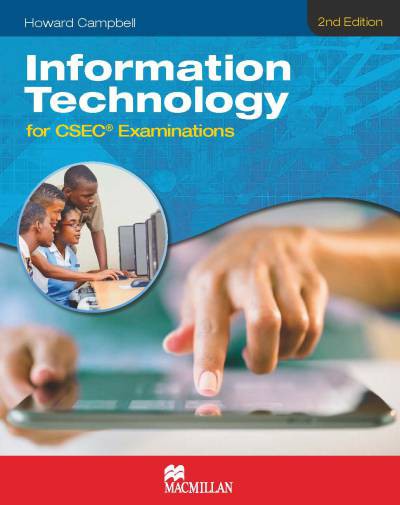 Howard Campbell
2nd Edition
Information
Technology
for CSEC® Examinations
MACMILLAN